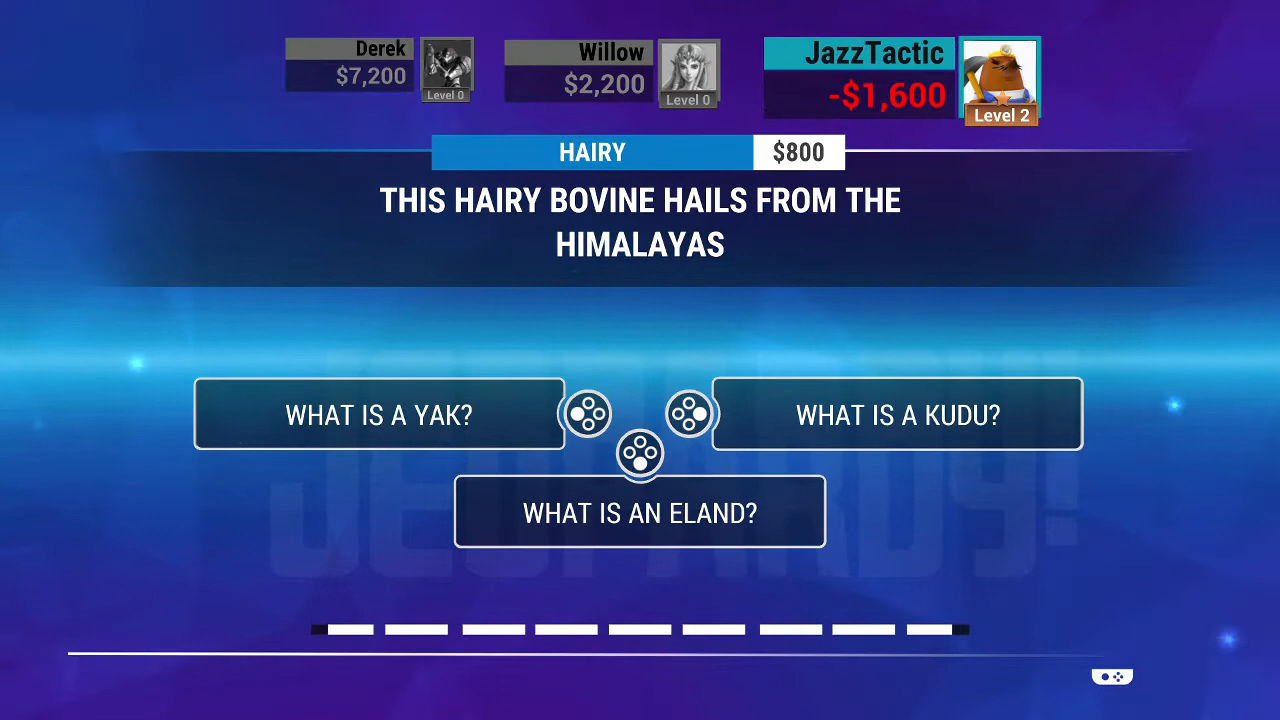 Derek
$7,200
Level 0
Willow
$2,200
Level 0
JazzTactic
-$1,600
Level 2
HAIRY
$800
THIS HAIRY BOVINE HAILS FROM THE
HIMALAYAS
WHAT IS A YAK?
WHAT IS A KUDU?
WHAT IS AN ELAND?
JEOPARDY!